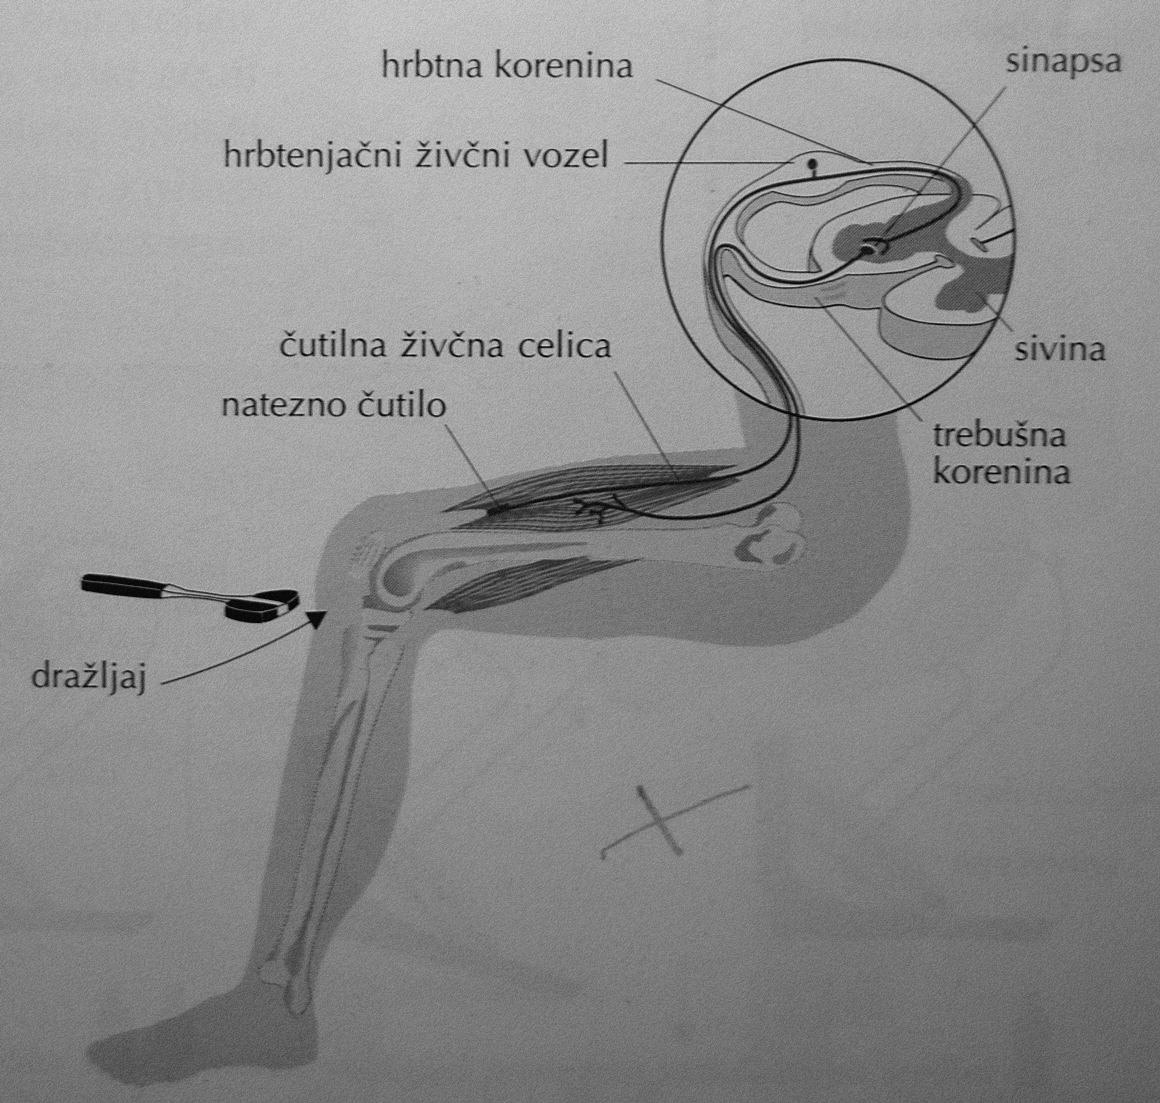 hrbtna korenina
sinapsa
hrbtenjačni živčni vozel
čutilna živčna celica
sivina
natezno čutilo
trebušna
korenina
dražljaj